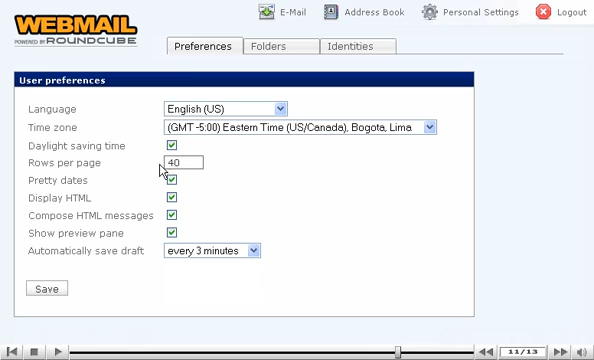 WEBMAIL
POWERED BY ROUNDCUBE
E-Mail Address Book Personal Settings Logout
Preferences Folders Identities
User preferences
Language English (US)
Time zone (GMT -5:00) Eastern Time (US/Canada), Bogota, Lima
Daylight saving time
Rows per page 40
Pretty dates
Display HTML
Compose HTML messages
Show preview pane
Automatically save draft every 3 minutes
Save
11/13